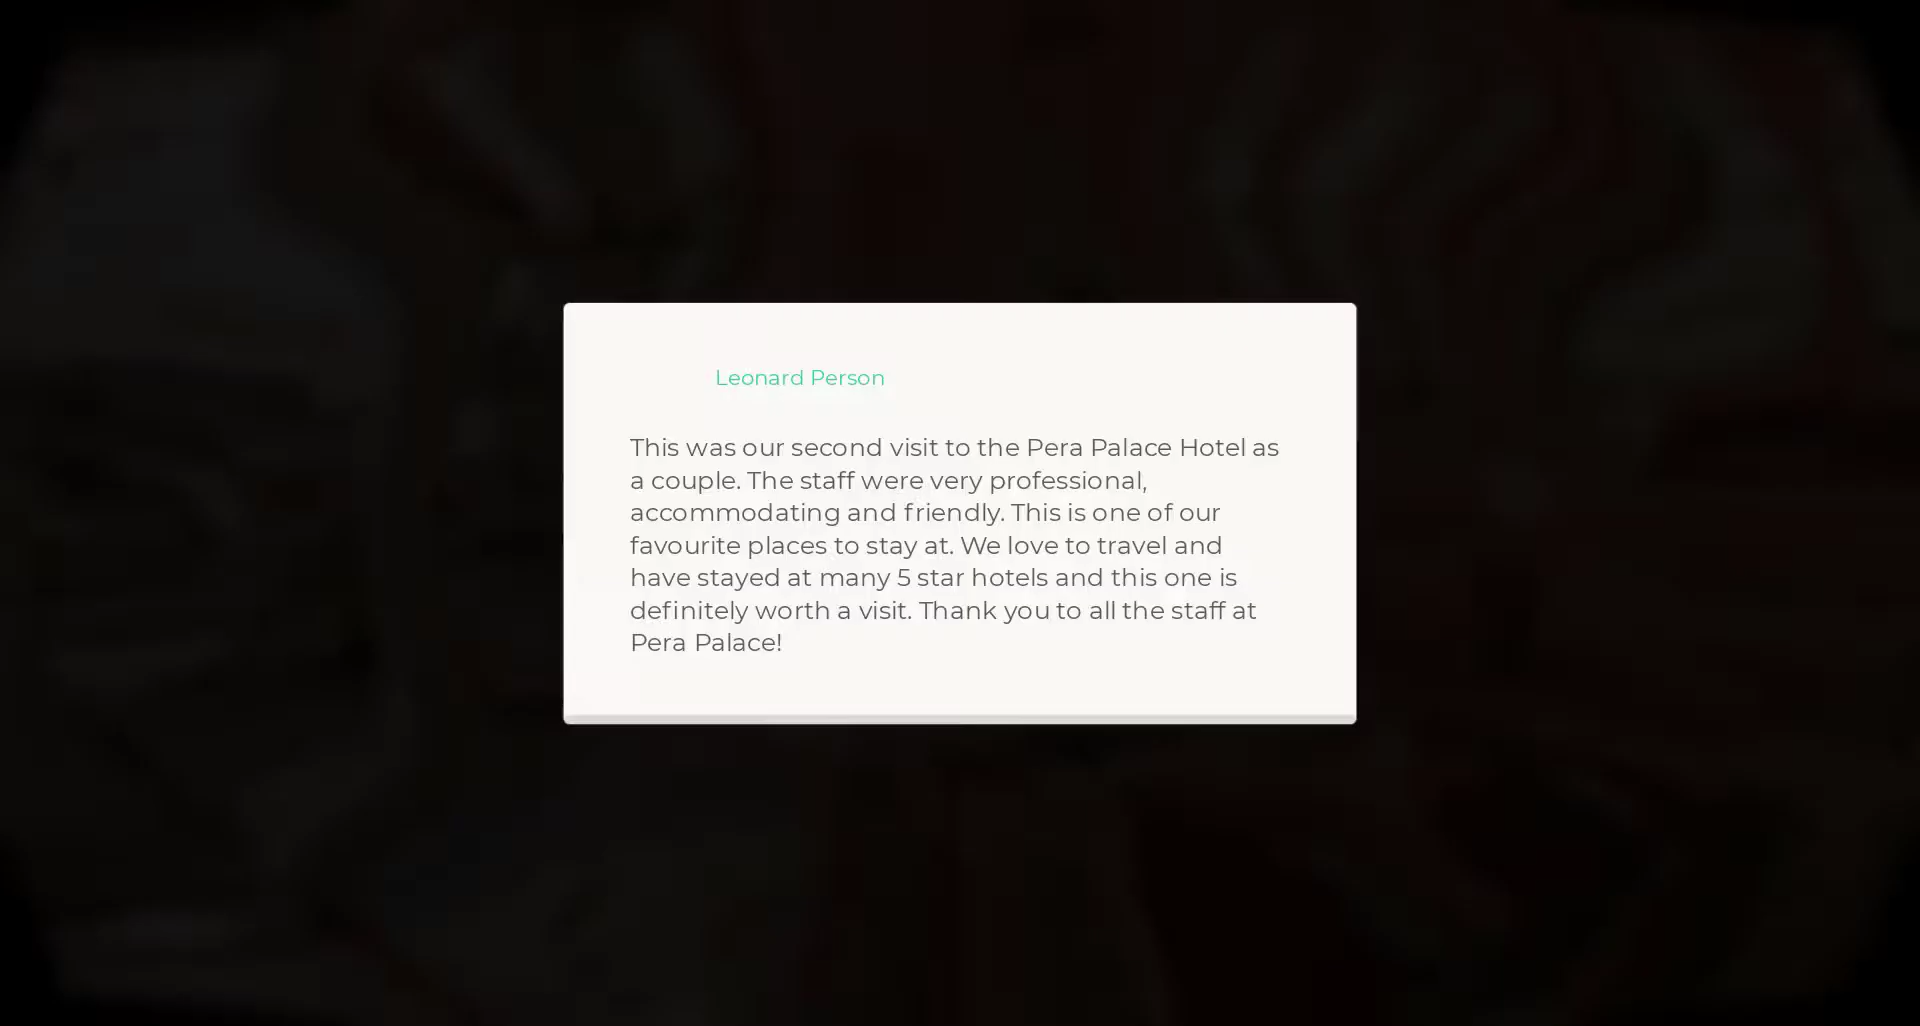 Leonard Person
This was our second visit to the Pera Palace Hotel as
a couple. The staff were very professional,
accommodating and friendly. This is one of our
favourite places to stay at. We love to travel and
have stayed at many 5 star hotels and this one is
definitely worth a visit. Thank you to all the staff at
Pera Palace!